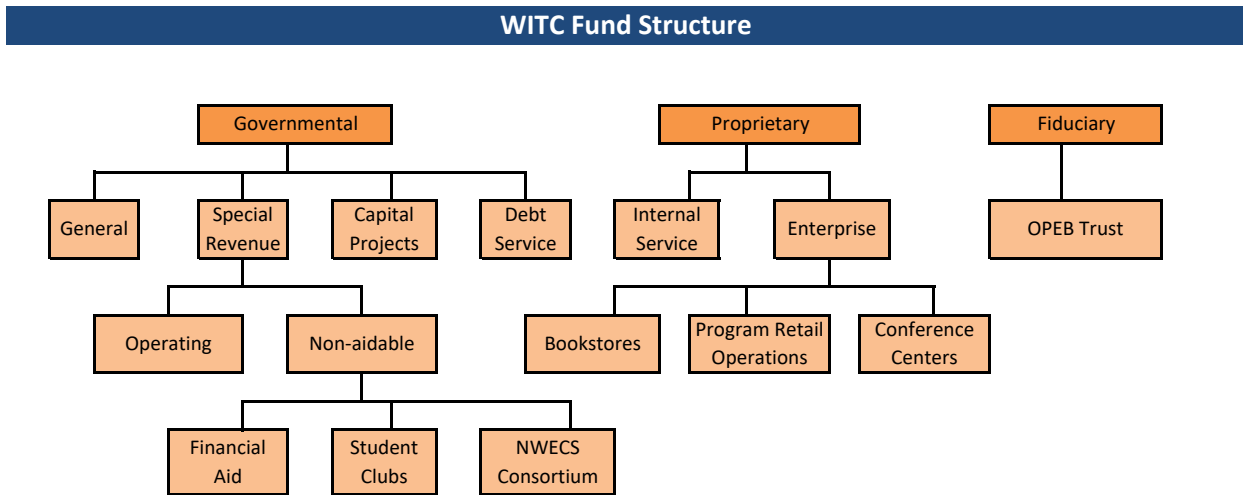 WITC Fund Structure
Governmental
Proprietary
Fiduciary
General
Special
Revenue
Capital
Projects
Debt
Service
Internal
Service
Enterprise
OPEB Trust
Operating
Non-aidable
Bookstores
Program Retail
Operations
Conference
Centers
Financial
Aid
Student
Clubs
NWECS
Consortium